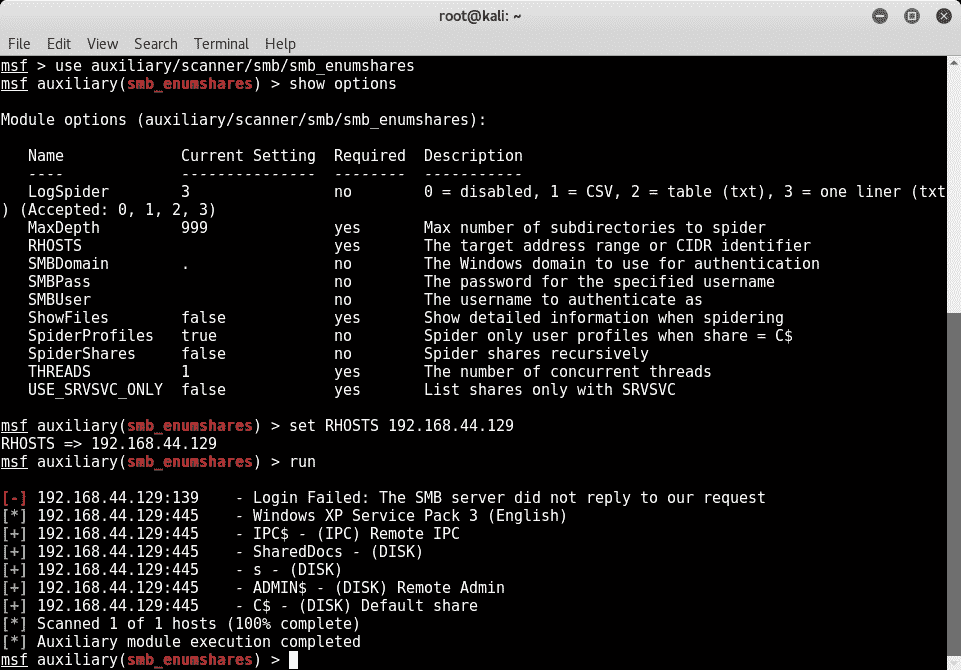 root@kali: ~
File Edit View Search Terminal Help
msf > use auxiliary/scanner/smb/smb_enumshares
msf auxiliary(smb_enumshares) > show options
Module options (auxiliary/scanner/smb/smb_enumshares):
Name Current Setting Required Description
---- --------------- -------- -----------
LogSpider 3 no 0 = disabled, 1 = CSV, 2 = table (txt), 3 = one liner (txt
) (Accepted: 0, 1, 2, 3)
MaxDepth 999 yes Max number of subdirectories to spider
RHOSTS yes The target address range or CIDR identifier
SMBDomain . no The Windows domain to use for authentication
SMBPass no The password for the specified username
SMBUser no The username to authenticate as
ShowFiles false yes Show detailed information when spidering
SpiderProfiles true no Spider only user profiles when share = C$
SpiderShares false no Spider shares recursively
THREADS 1 yes The number of concurrent threads
USE_SRVSVC_ONLY false yes List shares only with SRVSVC
msf auxiliary(smb_enumshares) > set RHOSTS 192.168.44.129
RHOSTS => 192.168.44.129
msf auxiliary(smb_enumshares) > run
[-] 192.168.44.129:139 - Login Failed: The SMB server did not reply to our request
[*] 192.168.44.129:445 - Windows XP Service Pack 3 (English)
[+] 192.168.44.129:445 - IPC$ - (IPC) Remote IPC
[+] 192.168.44.129:445 - SharedDocs - (DISK)
[+] 192.168.44.129:445 - s - (DISK)
[+] 192.168.44.129:445 - ADMIN$ - (DISK) Remote Admin
[+] 192.168.44.129:445 - C$ - (DISK) Default share
[*] Scanned 1 of 1 hosts (100% complete)
[*] Auxiliary module execution completed
msf auxiliary(smb_enumshares) >